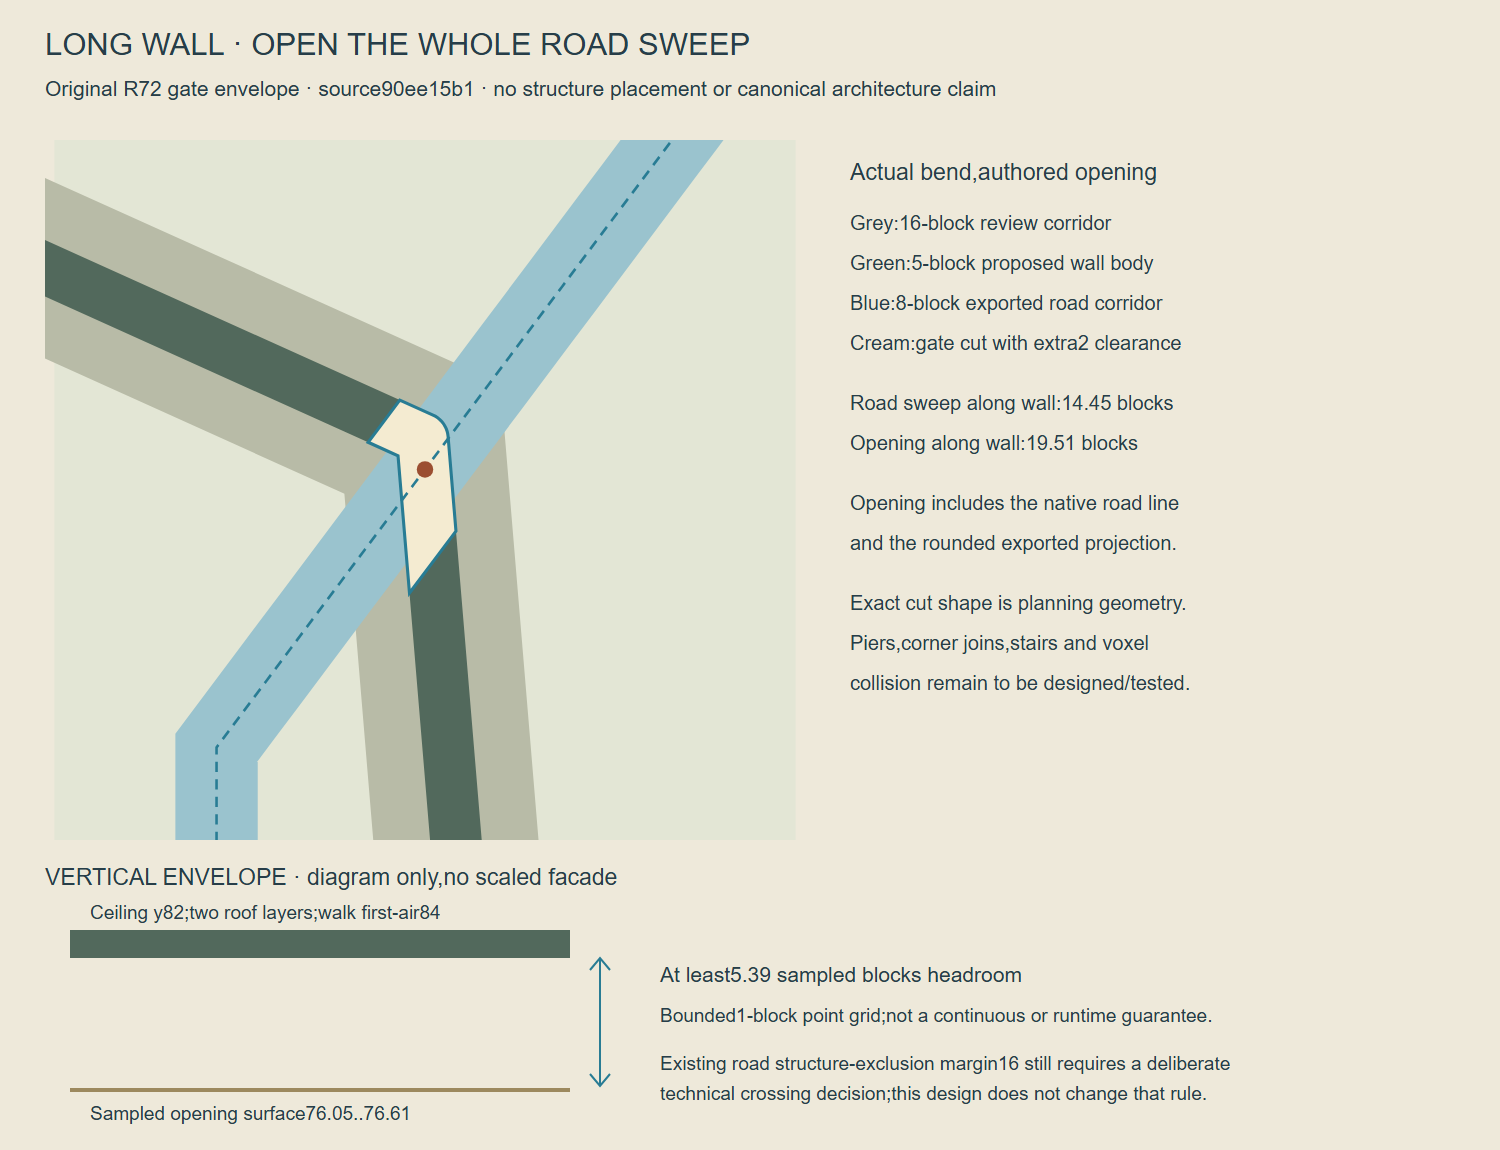 LONG WALL · OPEN THE WHOLE ROAD SWEEP
Original R72 gate envelope · source90ee15b1 · no structure placement or canonical architecture claim
Actual bend,authored opening
Grey:16-block review corridor
Green:5-block proposed wall body
Blue:8-block exported road corridor
Cream:gate cut with extra2 clearance
Road sweep along wall:14.45 blocks
Opening along wall:19.51 blocks
Opening includes the native road line
and the rounded exported projection.
Exact cut shape is planning geometry.
Piers,corner joins,stairs and voxel
collision remain to be designed/tested.
VERTICAL ENVELOPE · diagram only,no scaled facade
Ceiling y82;two roof layers;walk first-air84
At least5.39 sampled blocks headroom
Bounded1-block point grid;not a continuous or runtime guarantee.
Existing road structure-exclusion margin16 still requires a deliberate
technical crossing decision;this design does not change that rule.
Sampled opening surface76.05..76.61